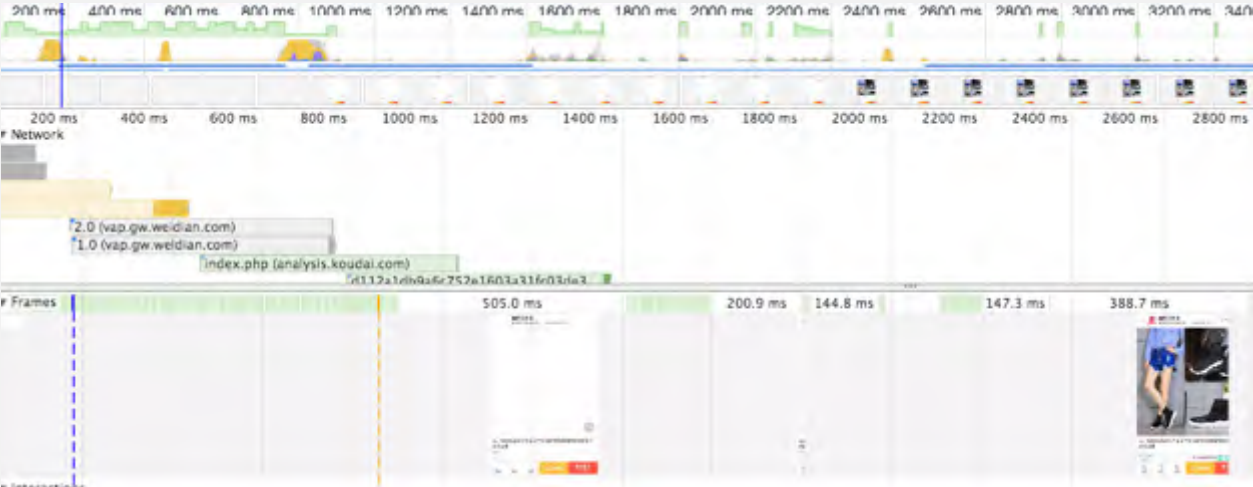 200 ms 400 ms 600 ms 800 ms 1000 ms 1200 ms 1400 ms 1600 ms 1800 ms 2000 ms 2200 ms 2400 ms 2600 ms 2800 ms 3000 ms 3200 ms 340
200 ms 400 ms 600 ms 800 ms 1000 ms 1200 ms 1400 ms 1600 ms 1800 ms 2000 ms 2200 ms 2400 ms 2600 ms 2800 ms
Network
2.0 (vap.gw.weidian.com)
1.0 (vap.gw.weidian.com)
index.php (analysis.koudai.com)
Frames 505.0 ms 200.9 ms 144.8 ms 147.3 ms 388.7 ms
Interactions